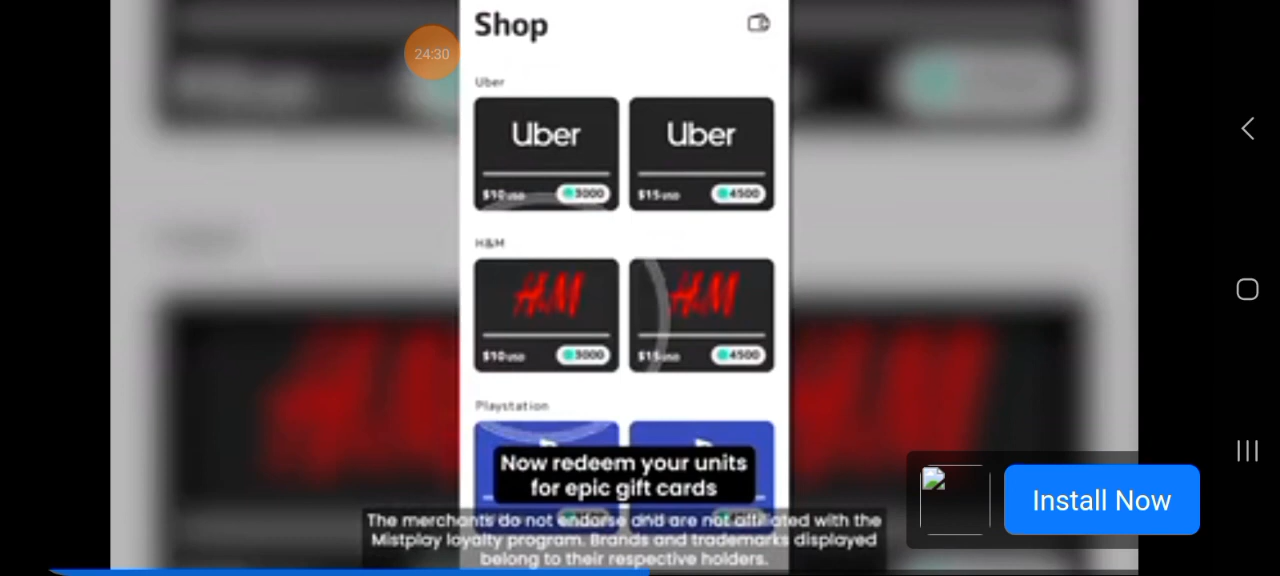 Shop
24:30
Uber
Uber
Uber
$10 USD 3000
$15 USD 4500
H&M
H&M
H&M
$10 USD 3000
$15 USD 4500
Playstation
Now redeem your units
for epic gift cards
Install Now
The merchants do not endorse and are not affiliated with the
Mistplay loyalty program. Brands and trademarks displayed
belong to their respective holders.